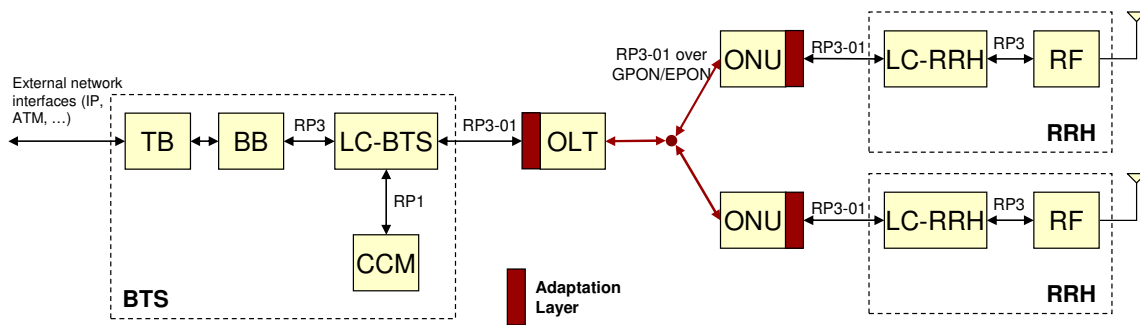 External network
interfaces (IP,
ATM, …)
TB
BB
RP3
LC-BTS
RP1
CCM
BTS
RP3-01
OLT
RP3-01 over
GPON/EPON
ONU
RP3-01
LC-RRH
RP3
RF
RRH
ONU
RP3-01
LC-RRH
RP3
RF
RRH
Adaptation
Layer